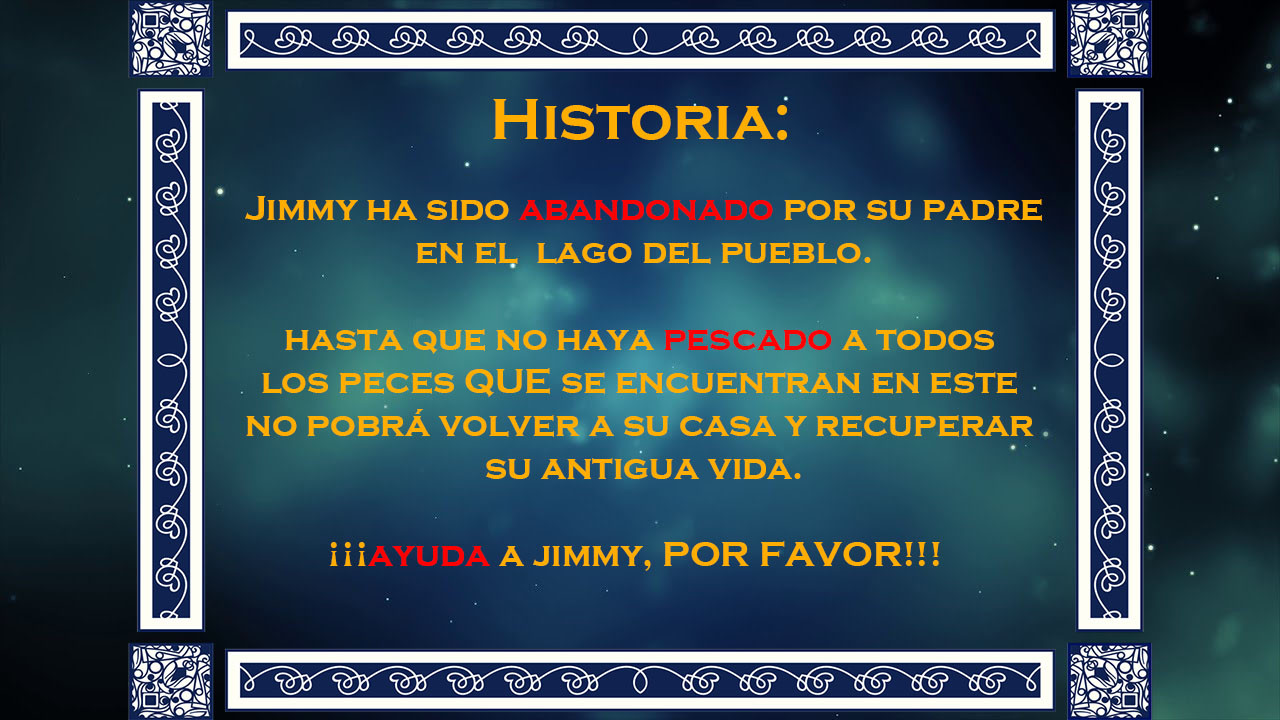 Historia:
Jimmy ha sido abandonado por su padre
en el lago del pueblo.
hasta que no haya pescado a todos
los peces QUE se encuentran en este
no pobrá volver a su casa y recuperar
su antigua vida.
¡¡¡ayuda a jimmy, POR FAVOR!!!